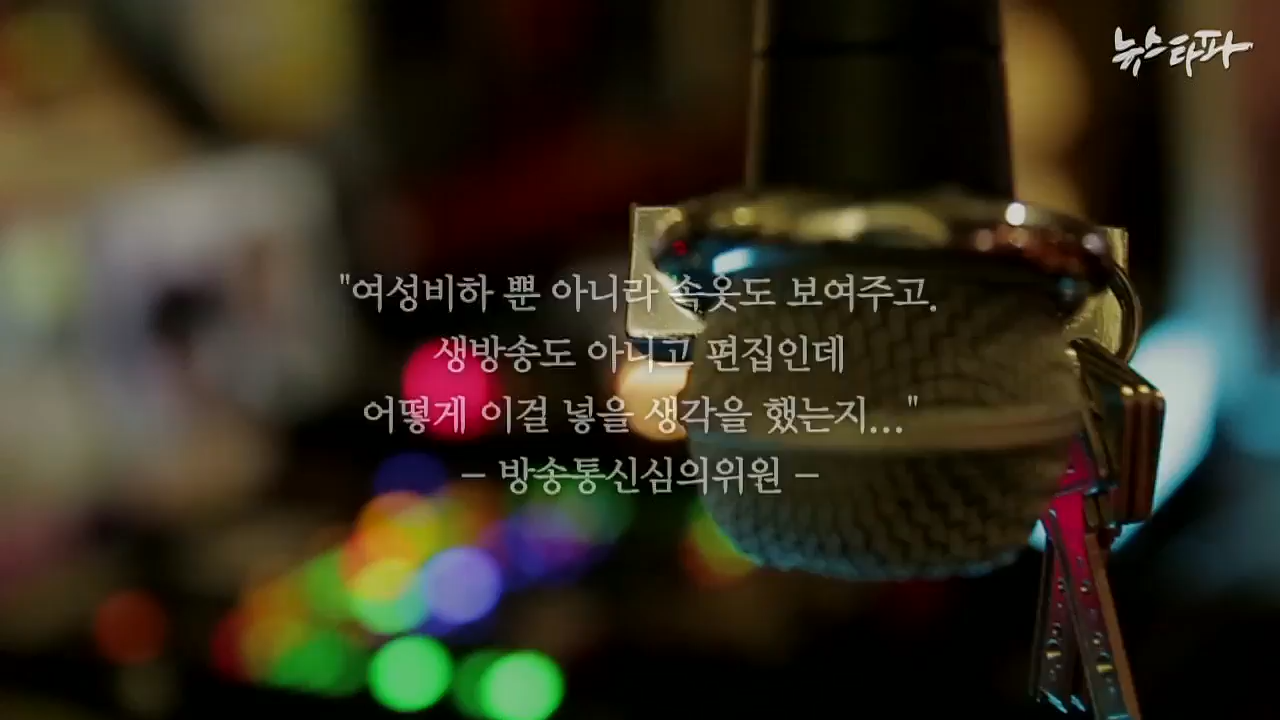 뉴스타파
"여성비하 뿐 아니라 속옷도 보여주고.
생방송도 아니고 편집인데
어떻게 이걸 넣을 생각을 했는지..."
– 방송통신심의위원 –